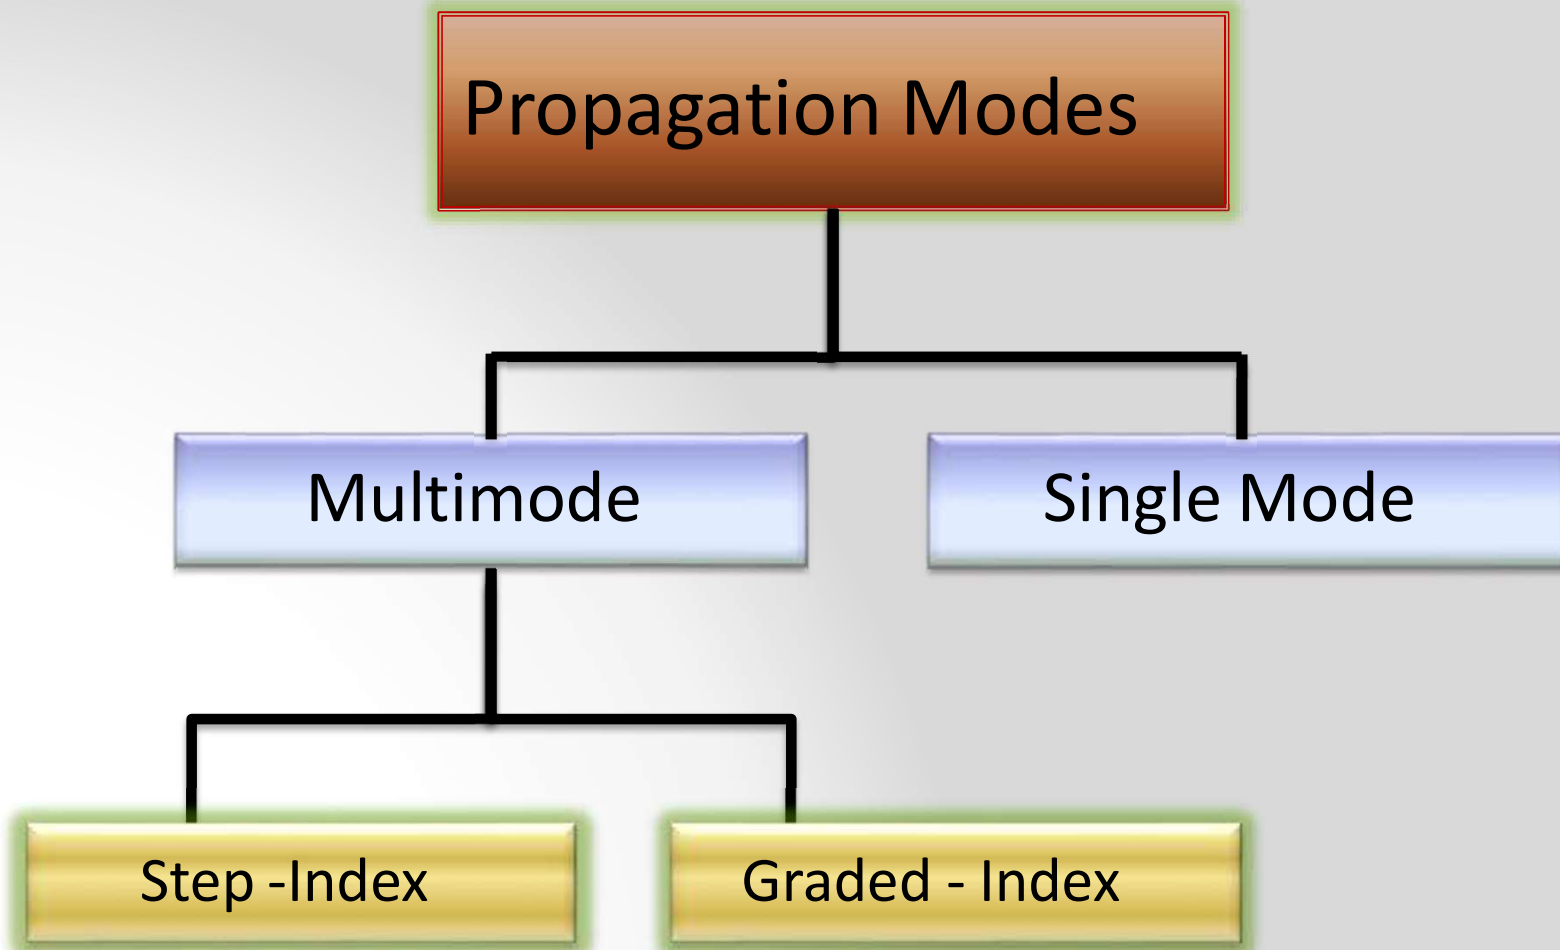 Propagation Modes
Multimode
Single Mode
Step -Index
Graded - Index